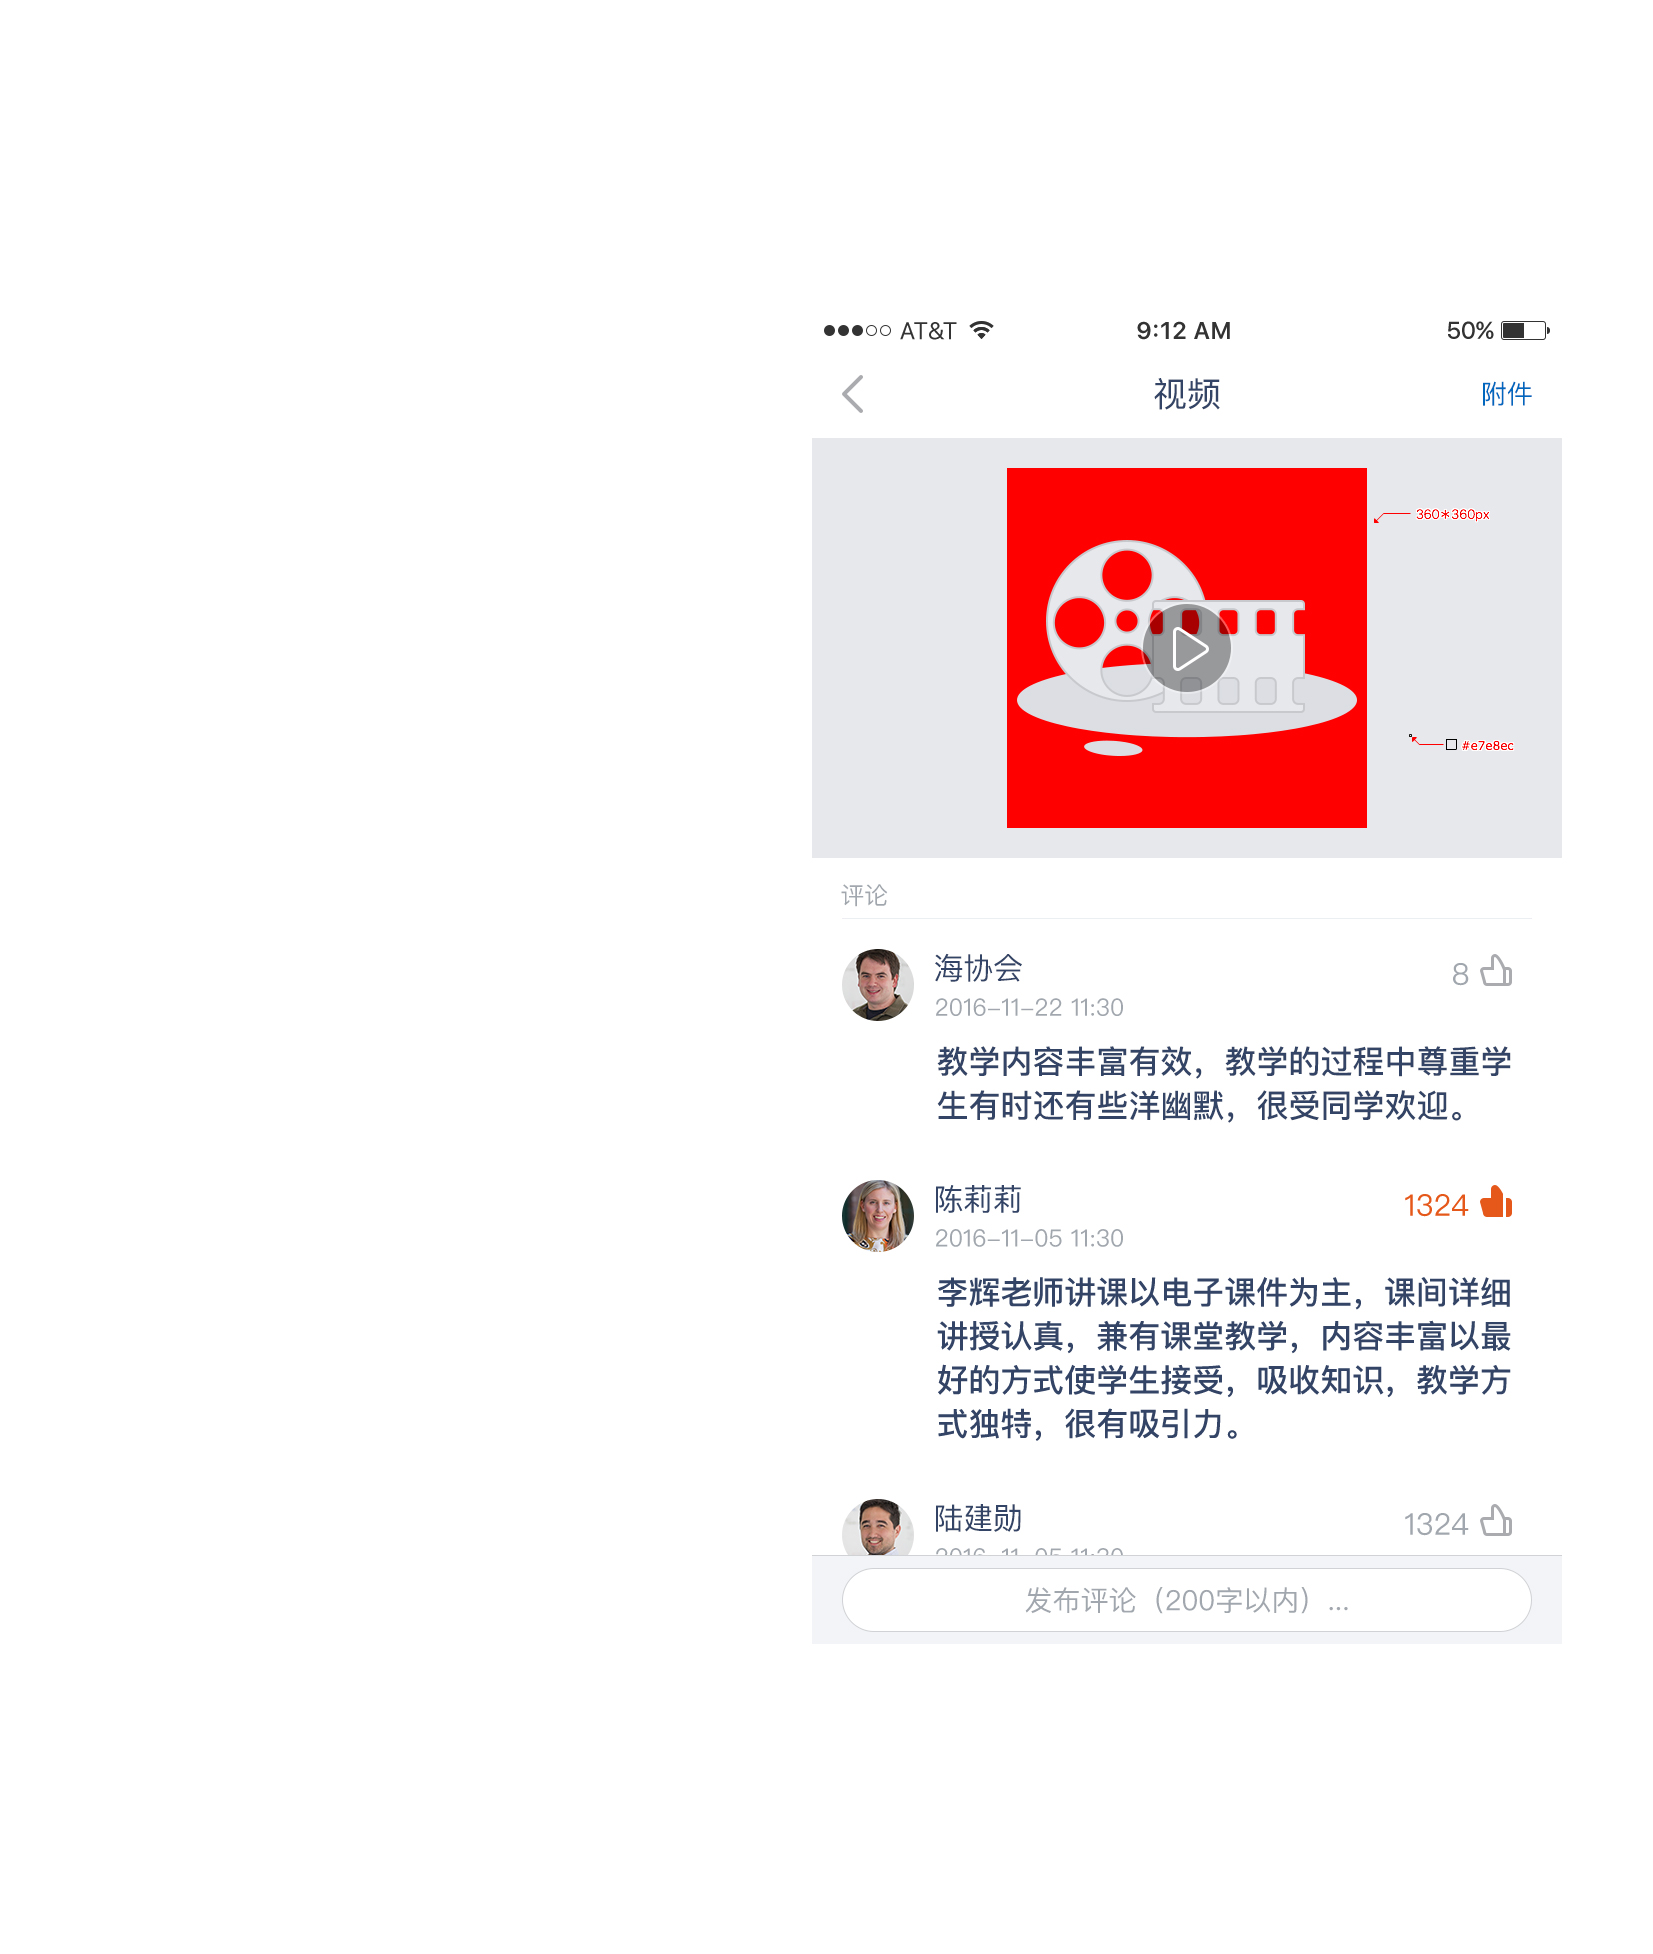 AT&T 9:12 AM 50%
视频 附件
360*360px
#e7e8ec
评论
海协会 8
2016-11-22 11:30
教学内容丰富有效，教学的过程中尊重学
生有时还有些洋幽默，很受同学欢迎。
陈莉莉 1324
2016-11-05 11:30
李辉老师讲课以电子课件为主，课间详细
讲授认真，兼有课堂教学，内容丰富以最
好的方式使学生接受，吸收知识，教学方
式独特，很有吸引力。
陆建勋 1324
2016-11-05 11:30
发布评论（200字以内）...